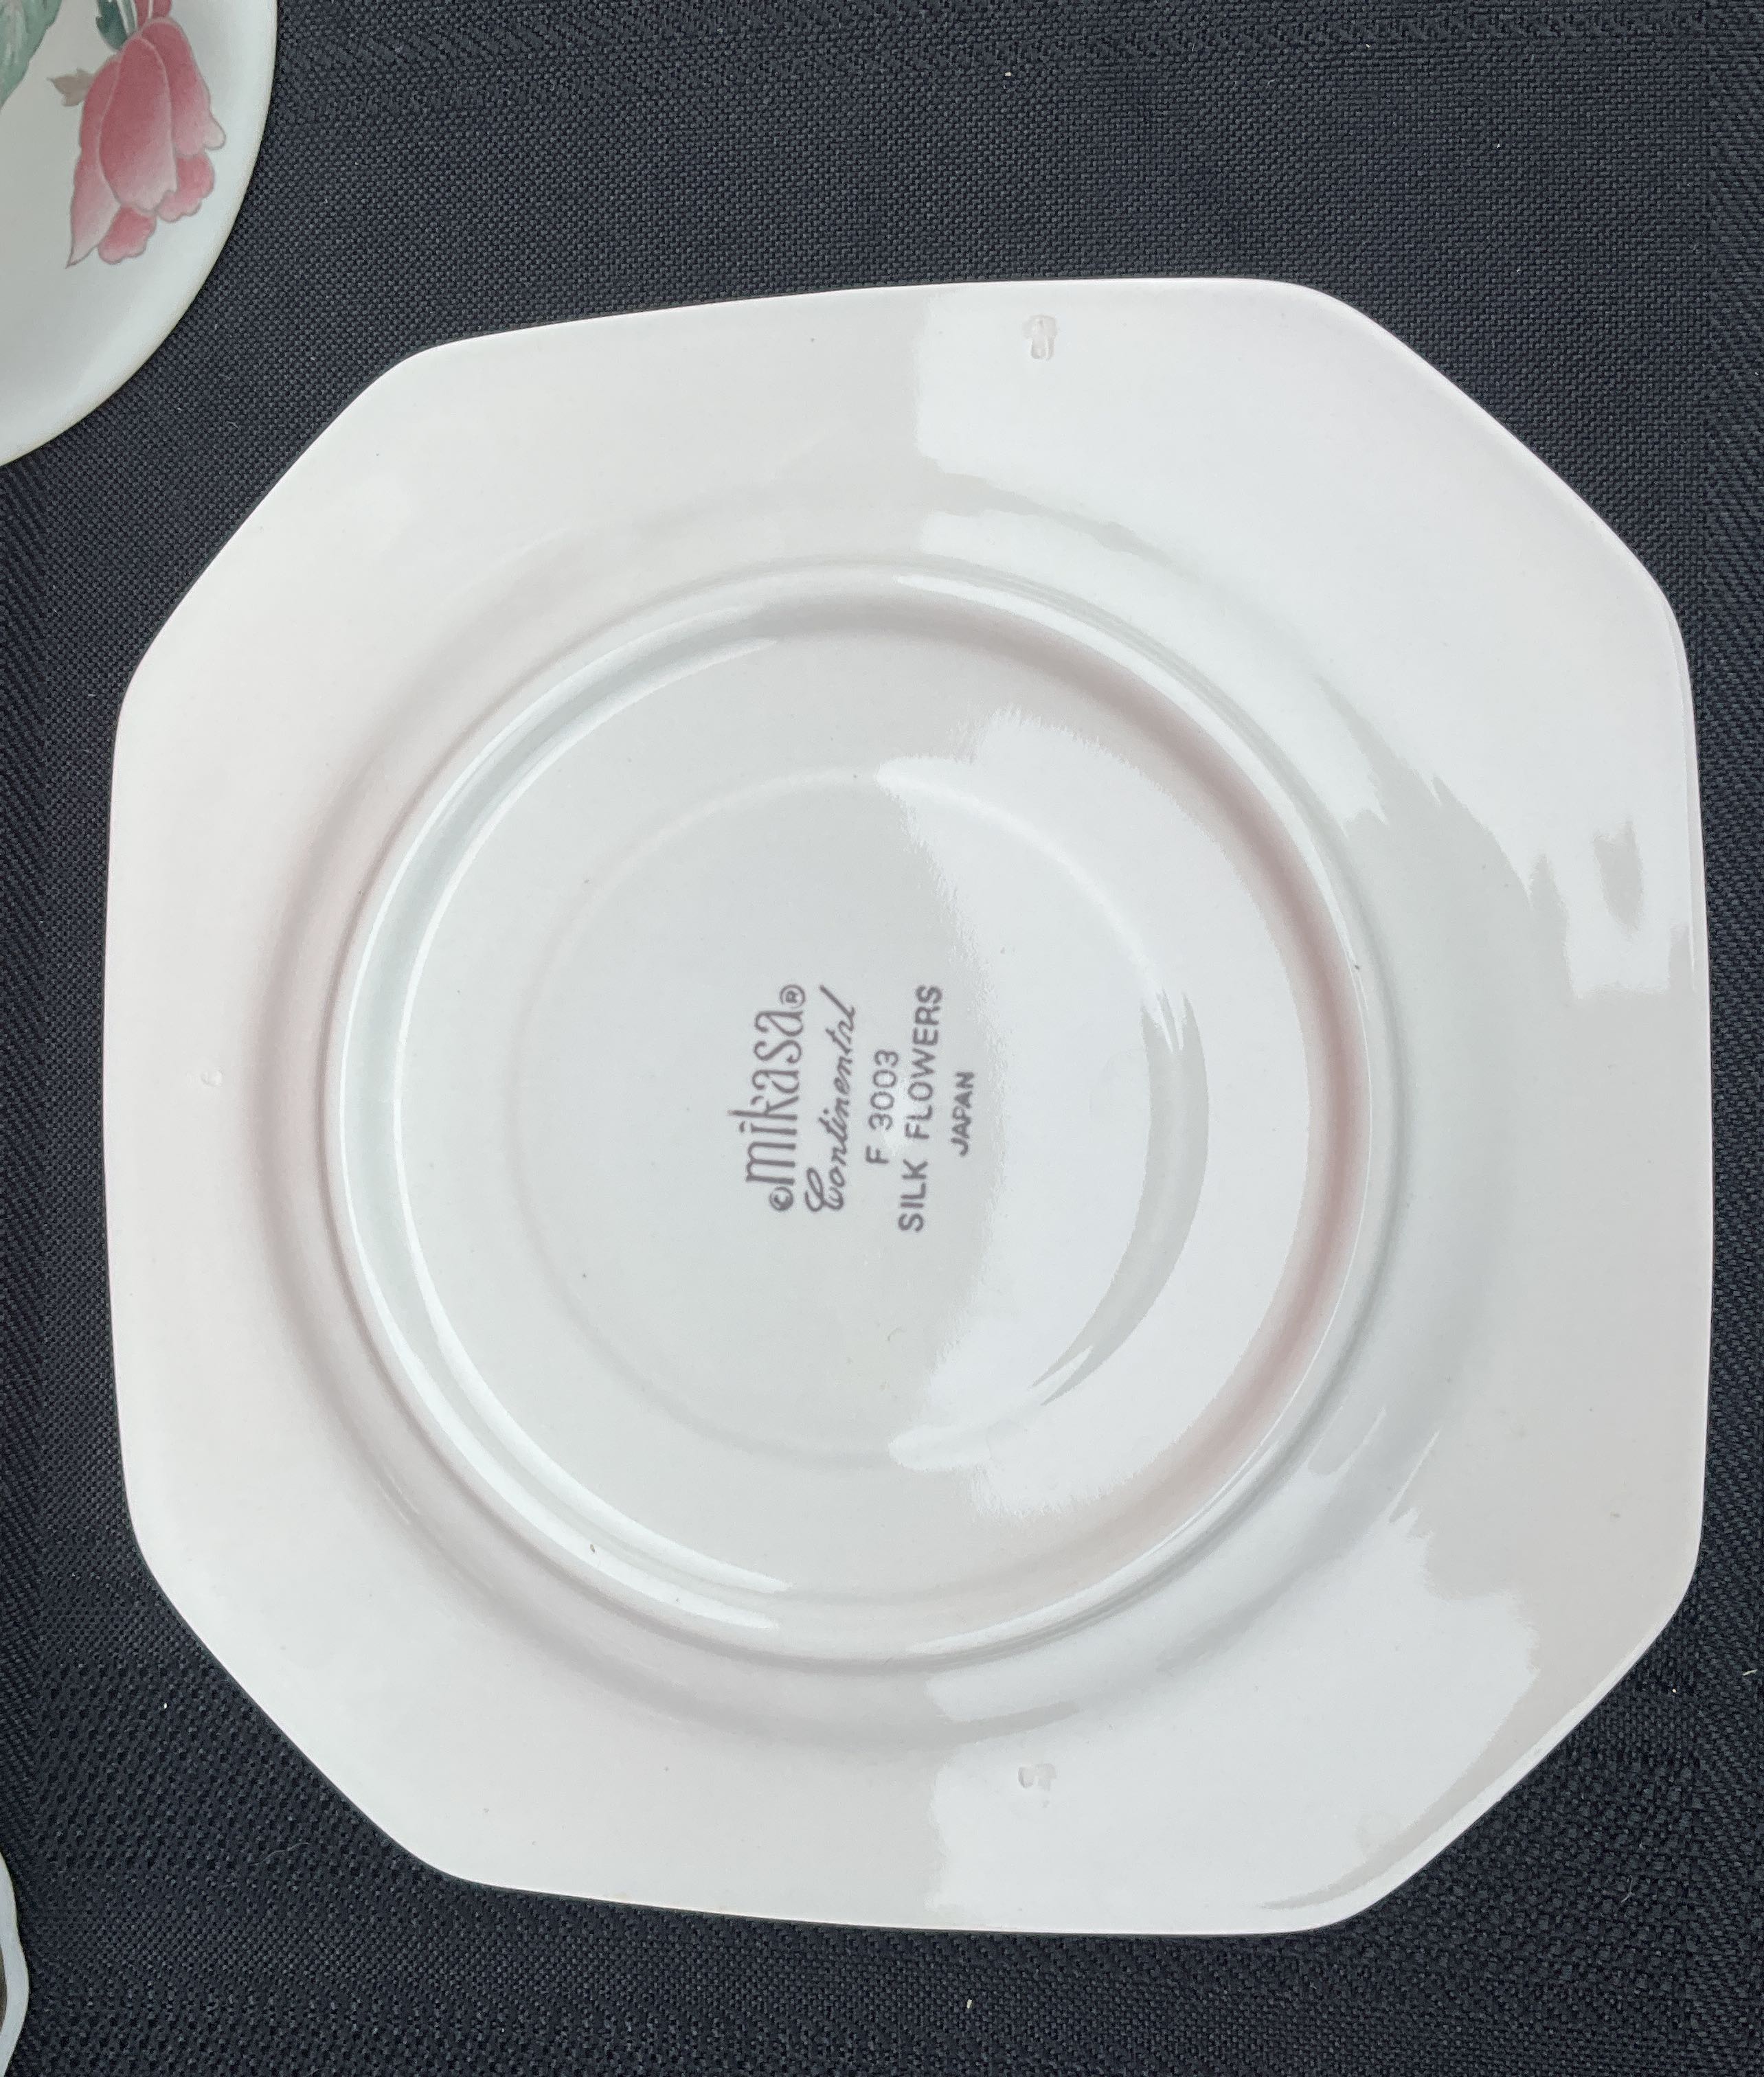 ©mikasa®
Continental
F 3003
SILK FLOWERS
JAPAN